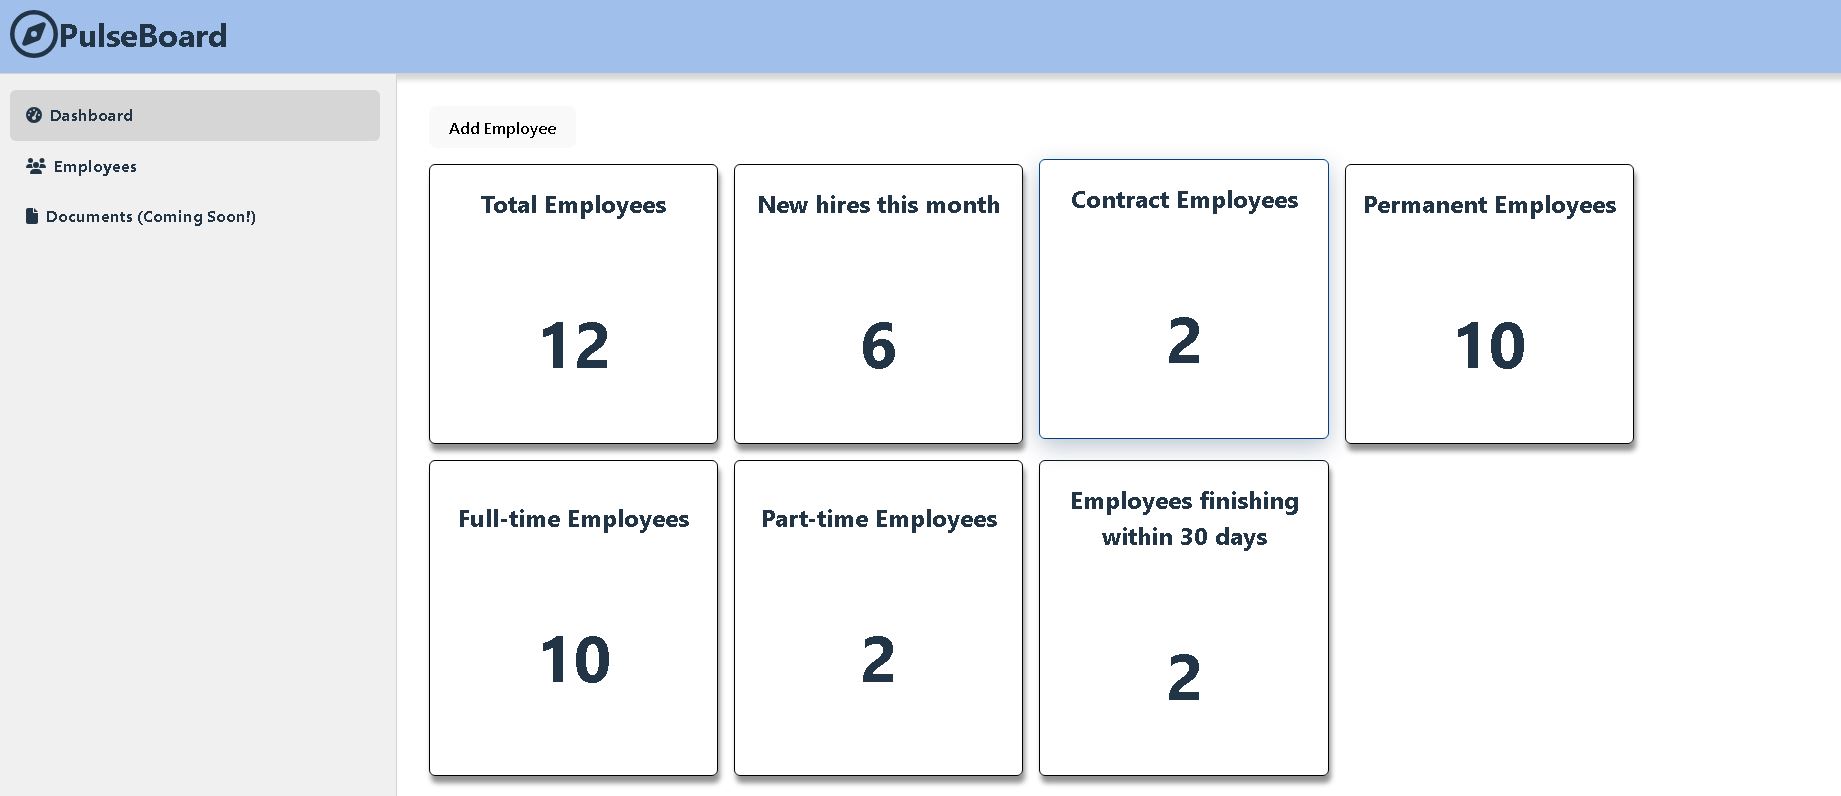 PulseBoard
Dashboard
Employees
Documents (Coming Soon!)
Add Employee
Total Employees
12
New hires this month
6
Contract Employees
2
Permanent Employees
10
Full-time Employees
10
Part-time Employees
2
Employees finishing
within 30 days
2